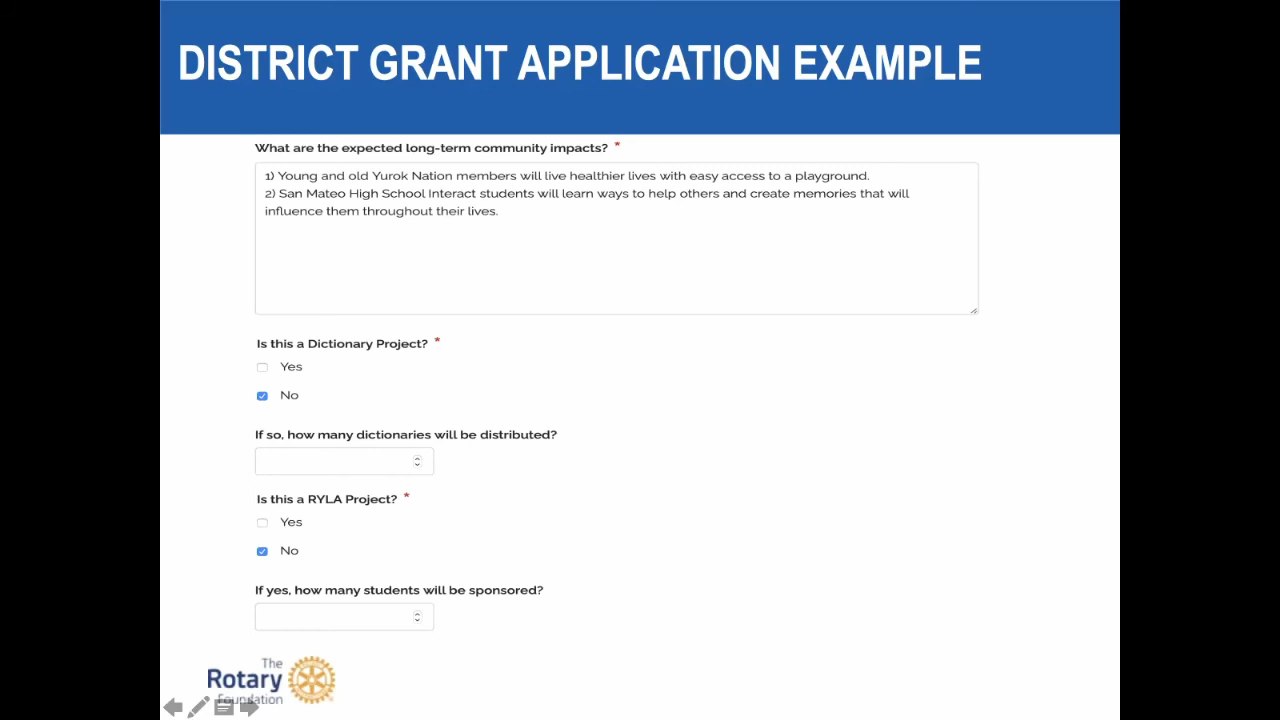 DISTRICT GRANT APPLICATION EXAMPLE
What are the expected long-term community impacts? *
1) Young and old Yurok Nation members will live healthier lives with easy access to a playground.
2) San Mateo High School Interact students will learn ways to help others and create memories that will
influence them throughout their lives.
Is this a Dictionary Project? *
Yes
No
If so, how many dictionaries will be distributed?
Is this a RYLA Project? *
Yes
No
If yes, how many students will be sponsored?
The
Rotary
Foundation